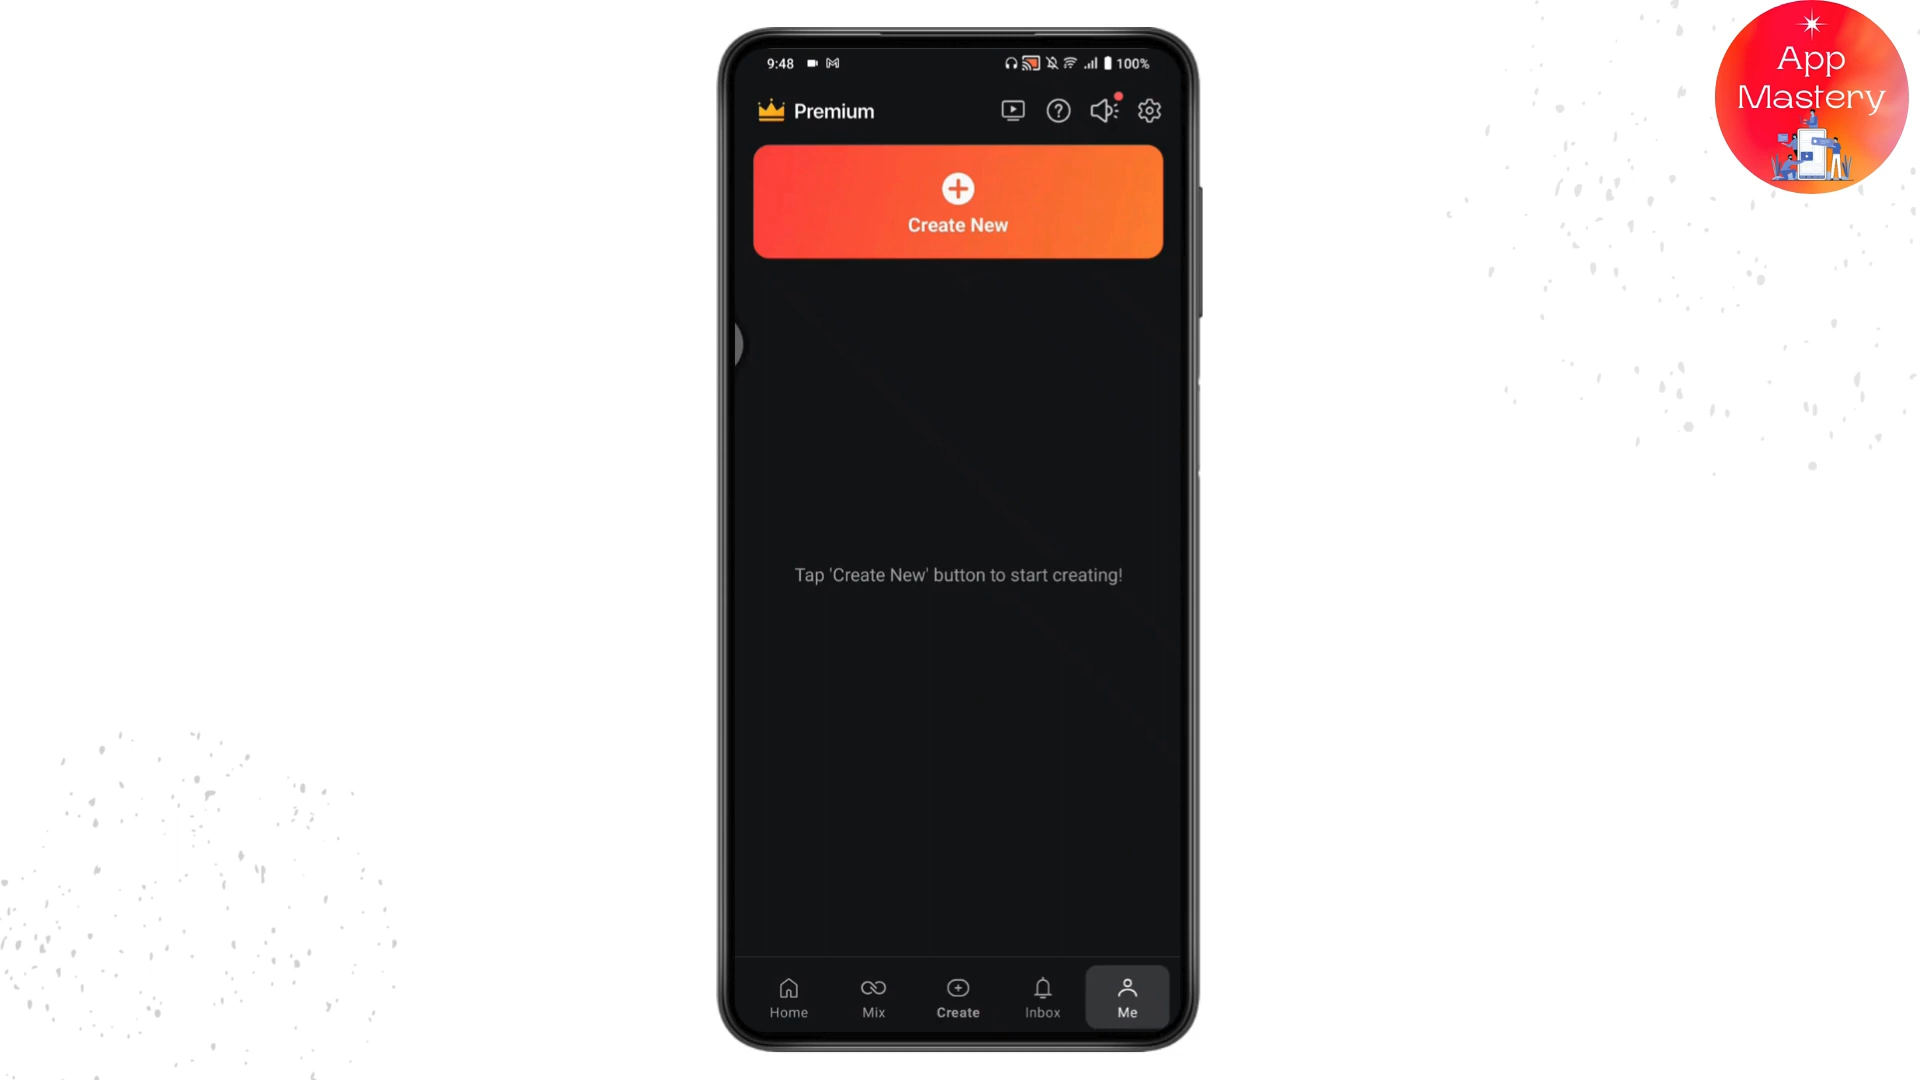 App
Mastery
9:48
100%
Premium
Create New
Tap 'Create New' button to start creating!
Home
Mix
Create
Inbox
Me